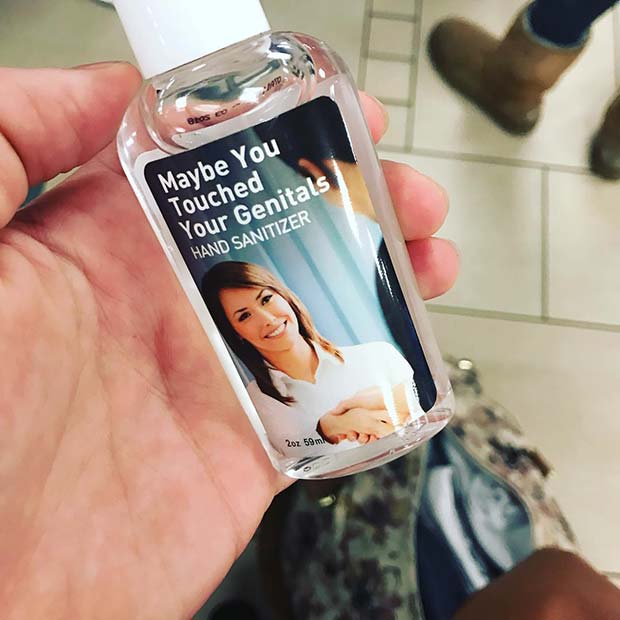 Maybe You
Touched
Your Genitals
HAND SANITIZER
2oz 59ml